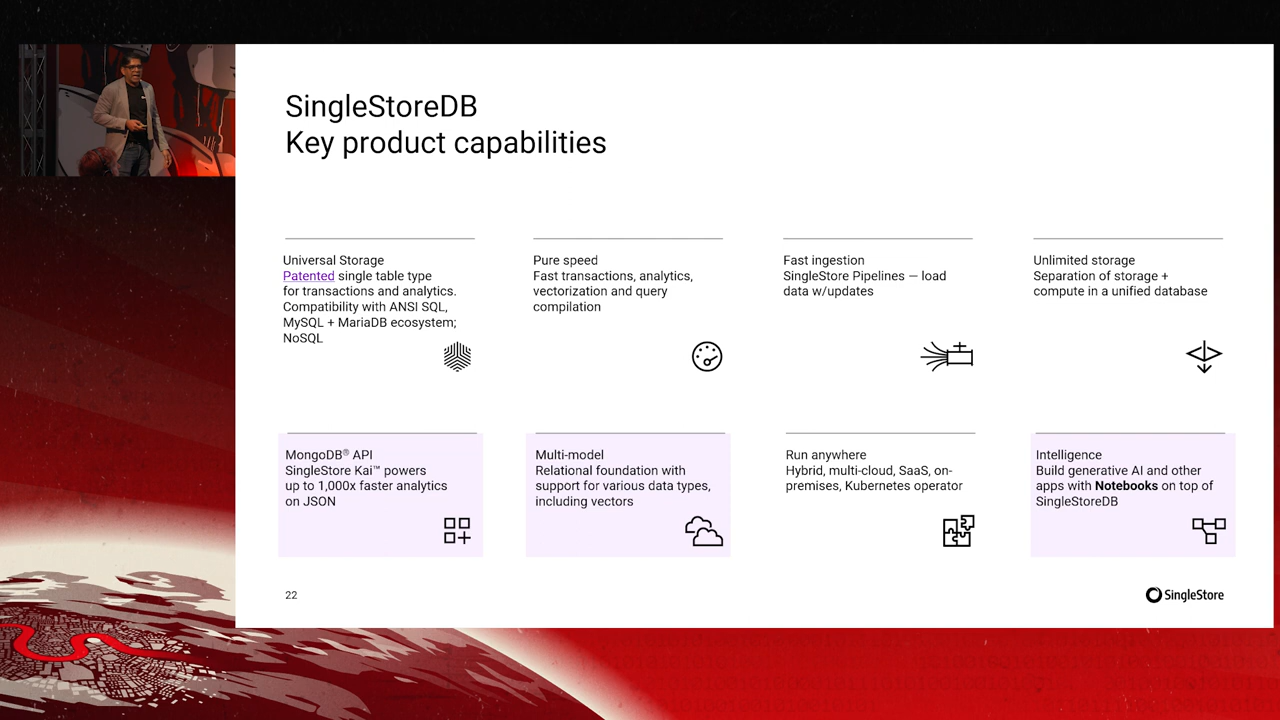 SingleStoreDB
Key product capabilities
Universal Storage
Patented single table type
for transactions and analytics.
Compatibility with ANSI SQL,
MySQL + MariaDB ecosystem;
NoSQL
Pure speed
Fast transactions, analytics,
vectorization and query
compilation
Fast ingestion
SingleStore Pipelines — load
data w/updates
Unlimited storage
Separation of storage +
compute in a unified database
MongoDB® API
SingleStore Kai™ powers
up to 1,000x faster analytics
on JSON
Multi-model
Relational foundation with
support for various data types,
including vectors
Run anywhere
Hybrid, multi-cloud, SaaS, on-
premises, Kubernetes operator
Intelligence
Build generative AI and other
apps with Notebooks on top of
SingleStoreDB
22
SingleStore